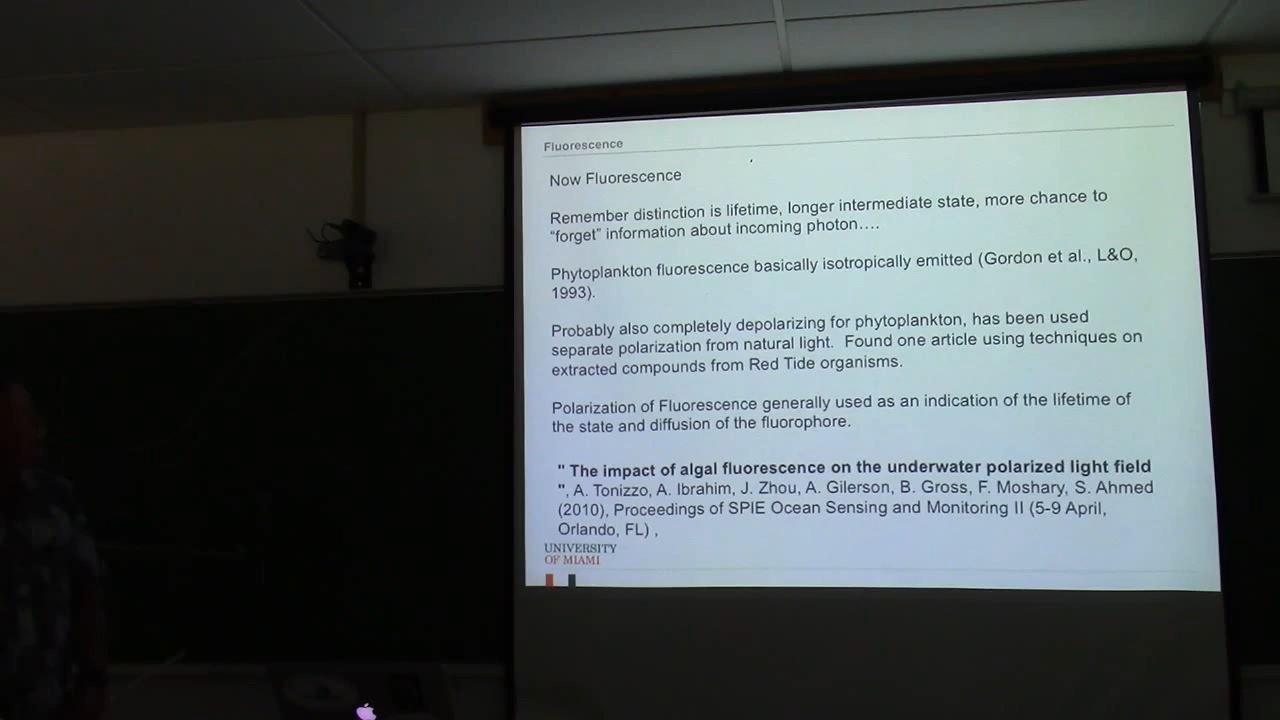 Fluorescence
Now Fluorescence
Remember distinction is lifetime, longer intermediate state, more chance to
“forget” information about incoming photon….
Phytoplankton fluorescence basically isotropically emitted (Gordon et al., L&O,
1993).
Probably also completely depolarizing for phytoplankton, has been used
separate polarization from natural light.  Found one article using techniques on
extracted compounds from Red Tide organisms.
Polarization of Fluorescence generally used as an indication of the lifetime of
the state and diffusion of the fluorophore.
" The impact of algal fluorescence on the underwater polarized light field
", A. Tonizzo, A. Ibrahim, J. Zhou, A. Gilerson, B. Gross, F. Moshary, S. Ahmed
(2010), Proceedings of SPIE Ocean Sensing and Monitoring II (5-9 April,
Orlando, FL) ,
UNIVERSITY
OF MIAMI